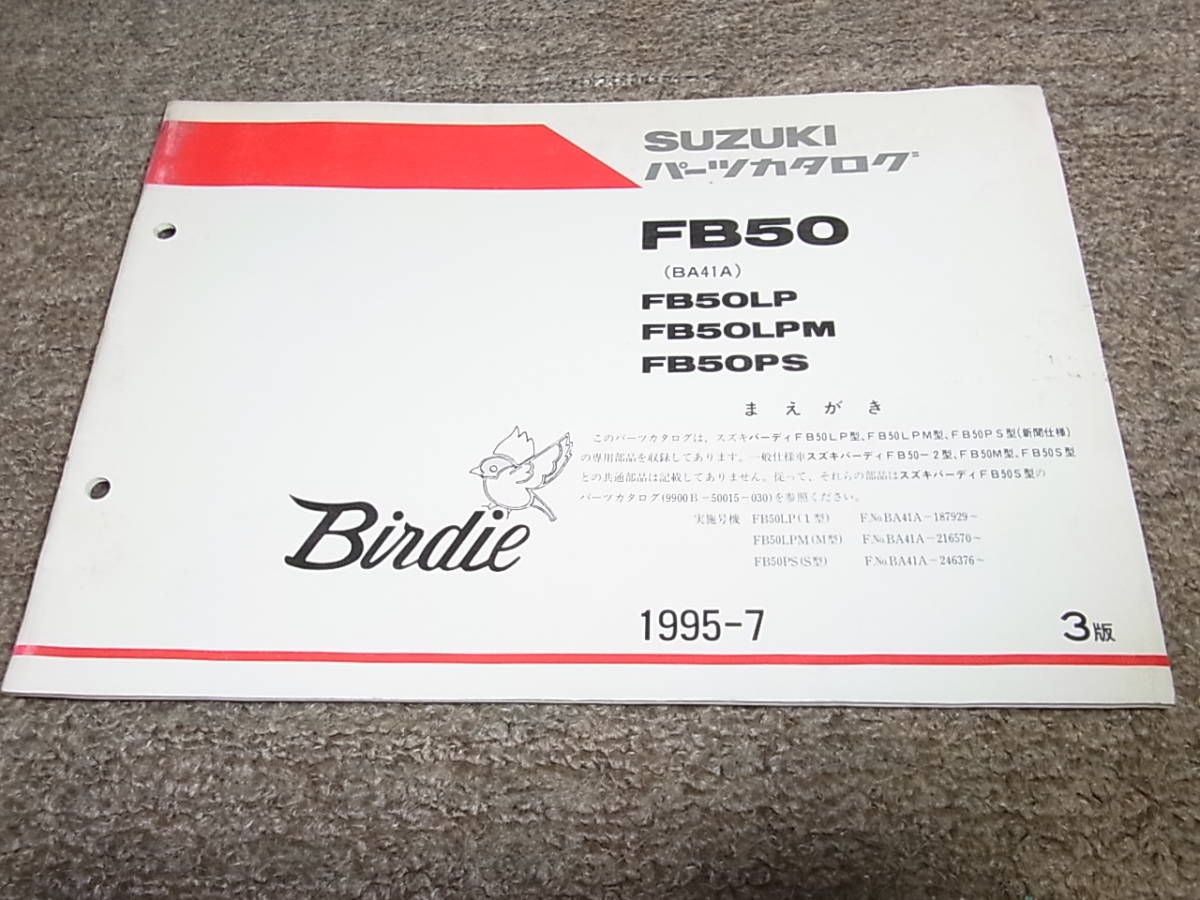 SUZUKI
パーツカタログ
FB50
(BA41A)
FB50LP
FB50LPM
FB50PS
まえがき
このパーツカタログは、スズキバーディFB50LP型、FB50LPM型、FB50PS型(新聞仕様)
の専用部品を収録してあります。一般仕様車スズキバーディFB50-2型、FB50M型、FB50S型
との共通部品は記載してありません。従って、それらの部品はスズキバーディFB50S型の
パーツカタログ(9900B-50015-030)を参照ください。
実施号機 FB50LP(1型) F.No.BA41A-187929~
FB50LPM(M型) F.No.BA41A-216570~
FB50PS(S型) F.No.BA41A-246376~
Birdie
1995-7
3版